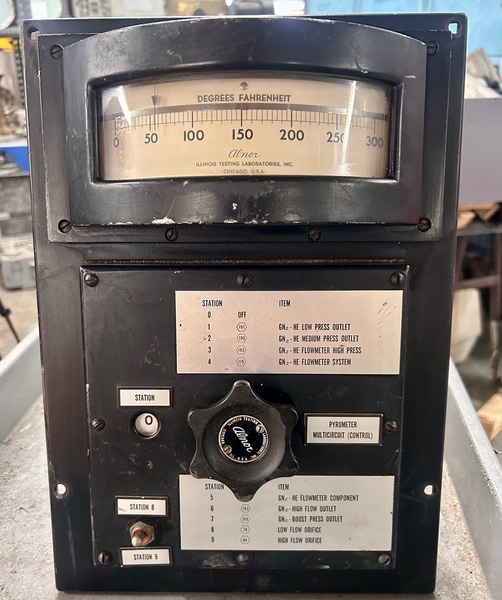 DEGREES FAHRENHEIT
0 50 100 150 200 250 300
Alnor
ILLINOIS TESTING LABORATORIES, INC.
CHICAGO, U.S.A.
STATION ITEM
0 OFF
1 GN₂ - HE LOW PRESS OUTLET
2 GN₂ - HE MEDIUM PRESS OUTLET
3 GN₂ - HE FLOWMETER HIGH PRESS
4 GN₂ - HE FLOWMETER SYSTEM
STATION
0
Alnor
PYROMETER
MULTICIRCUIT (CONTROL)
STATION ITEM
5 GN₂ - HE FLOWMETER COMPONENT
6 GN₂ - HIGH FLOW OUTLET
7 GN₂ - BOOST PRESS OUTLET
8 LOW FLOW ORIFICE
9 HIGH FLOW ORIFICE
STATION 8
STATION 9